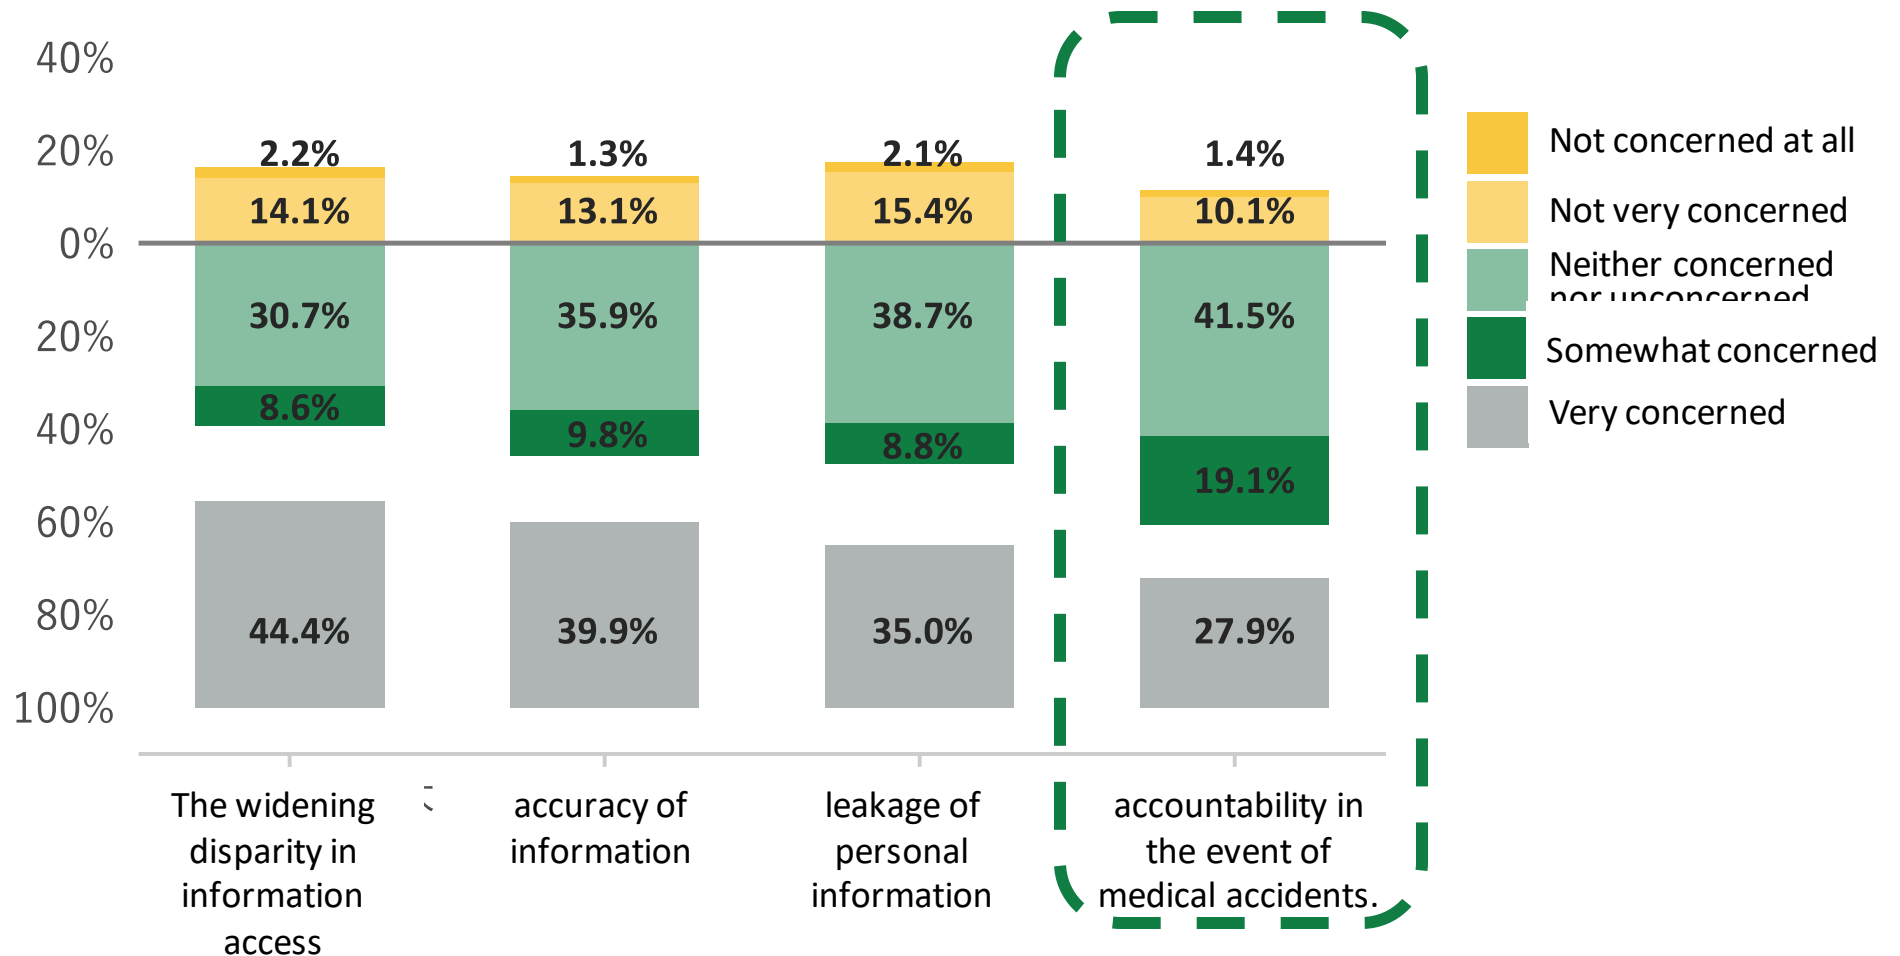 40%
20%
0%
20%
40%
60%
80%
100%
2.2%
14.1%
30.7%
8.6%
44.4%
1.3%
13.1%
35.9%
9.8%
39.9%
2.1%
15.4%
38.7%
8.8%
35.0%
1.4%
10.1%
41.5%
19.1%
27.9%
The widening
disparity in
information
access
accuracy of
information
leakage of
personal
information
accountability in
the event of
medical accidents.
Not concerned at all
Not very concerned
Neither concerned
nor unconcerned
Somewhat concerned
Very concerned